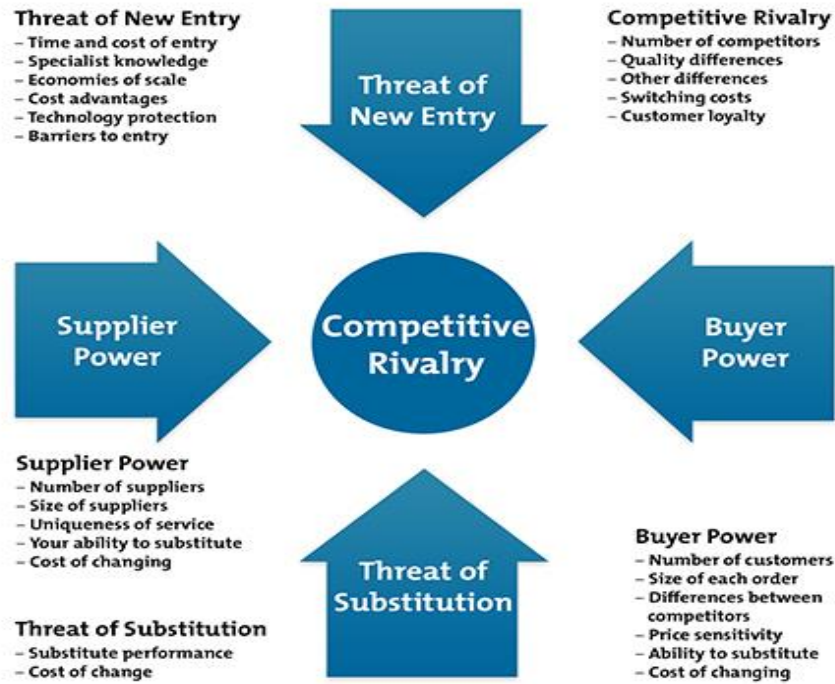 Threat of New Entry
– Time and cost of entry
– Specialist knowledge
– Economies of scale
– Cost advantages
– Technology protection
– Barriers to entry
Threat of
New Entry
Competitive Rivalry
– Number of competitors
– Quality differences
– Other differences
– Switching costs
– Customer loyalty
Supplier
Power
Competitive
Rivalry
Buyer
Power
Supplier Power
– Number of suppliers
– Size of suppliers
– Uniqueness of service
– Your ability to substitute
– Cost of changing
Threat of Substitution
– Substitute performance
– Cost of change
Threat of
Substitution
Buyer Power
– Number of customers
– Size of each order
– Differences between
competitors
– Price sensitivity
– Ability to substitute
– Cost of changing